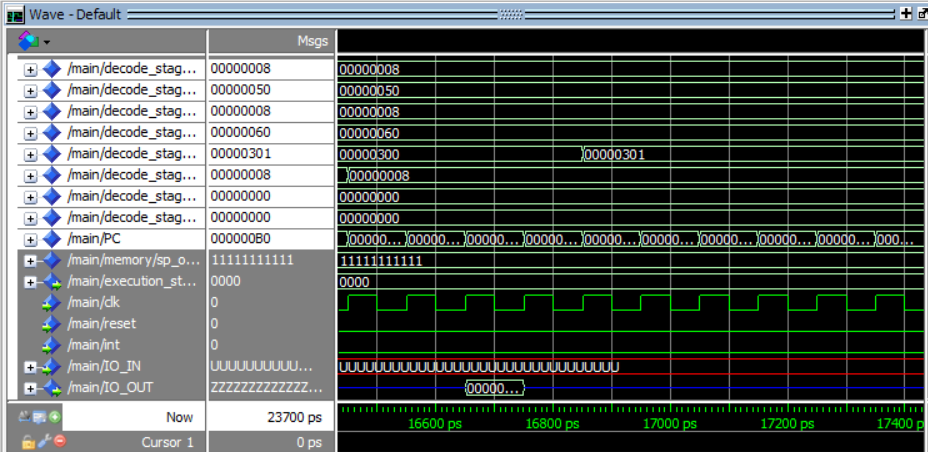 Wave - Default
Msgs
/main/decode_stag... 00000008 00000008
/main/decode_stag... 00000050 00000050
/main/decode_stag... 00000008 00000008
/main/decode_stag... 00000060 00000060
/main/decode_stag... 00000301 00000300 00000301
/main/decode_stag... 00000008 00000008
/main/decode_stag... 00000000 00000000
/main/decode_stag... 00000000 00000000
/main/PC 000000B0 00000... 00000... 00000... 00000... 00000... 00000... 00000... 00000... 00000... 000...
/main/memory/sp_o... 11111111111 11111111111
/main/execution_st... 0000 0000
/main/clk 0
/main/reset 0
/main/int 0
/main/IO_IN UUUUUUUUUU... UUUUUUUUUUUUUUUUUUUUUUUUUUUUUUUU
/main/IO_OUT ZZZZZZZZZZZZZ... 00000...
Now 23700 ps 16600 ps 16800 ps 17000 ps 17200 ps 17400 p
Cursor 1 0 ps